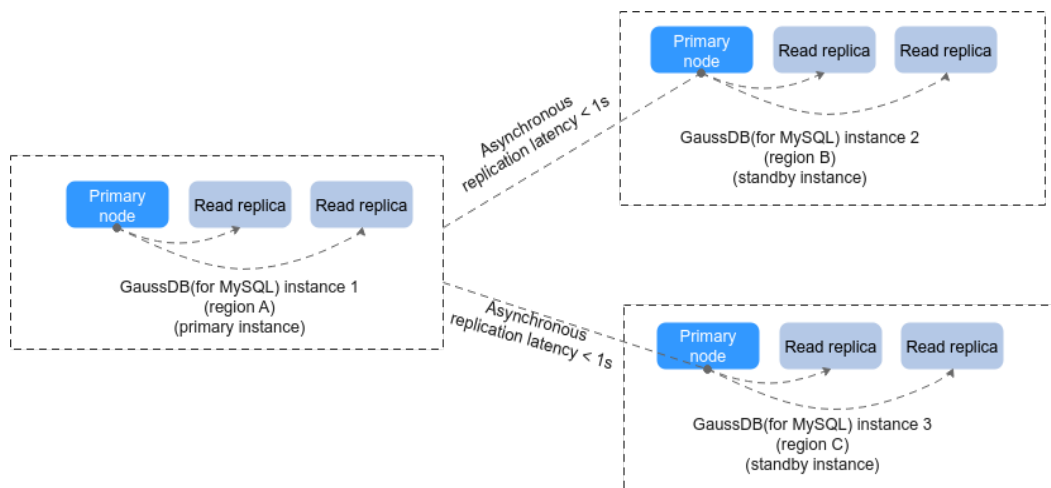 Primary
node
Read replica
Read replica
GaussDB(for MySQL) instance 2
(region B)
(standby instance)
Asynchronous
replication latency < 1s
Primary
node
Read replica
Read replica
GaussDB(for MySQL) instance 1
(region A)
(primary instance)
Asynchronous
replication latency < 1s
Primary
node
Read replica
Read replica
GaussDB(for MySQL) instance 3
(region C)
(standby instance)